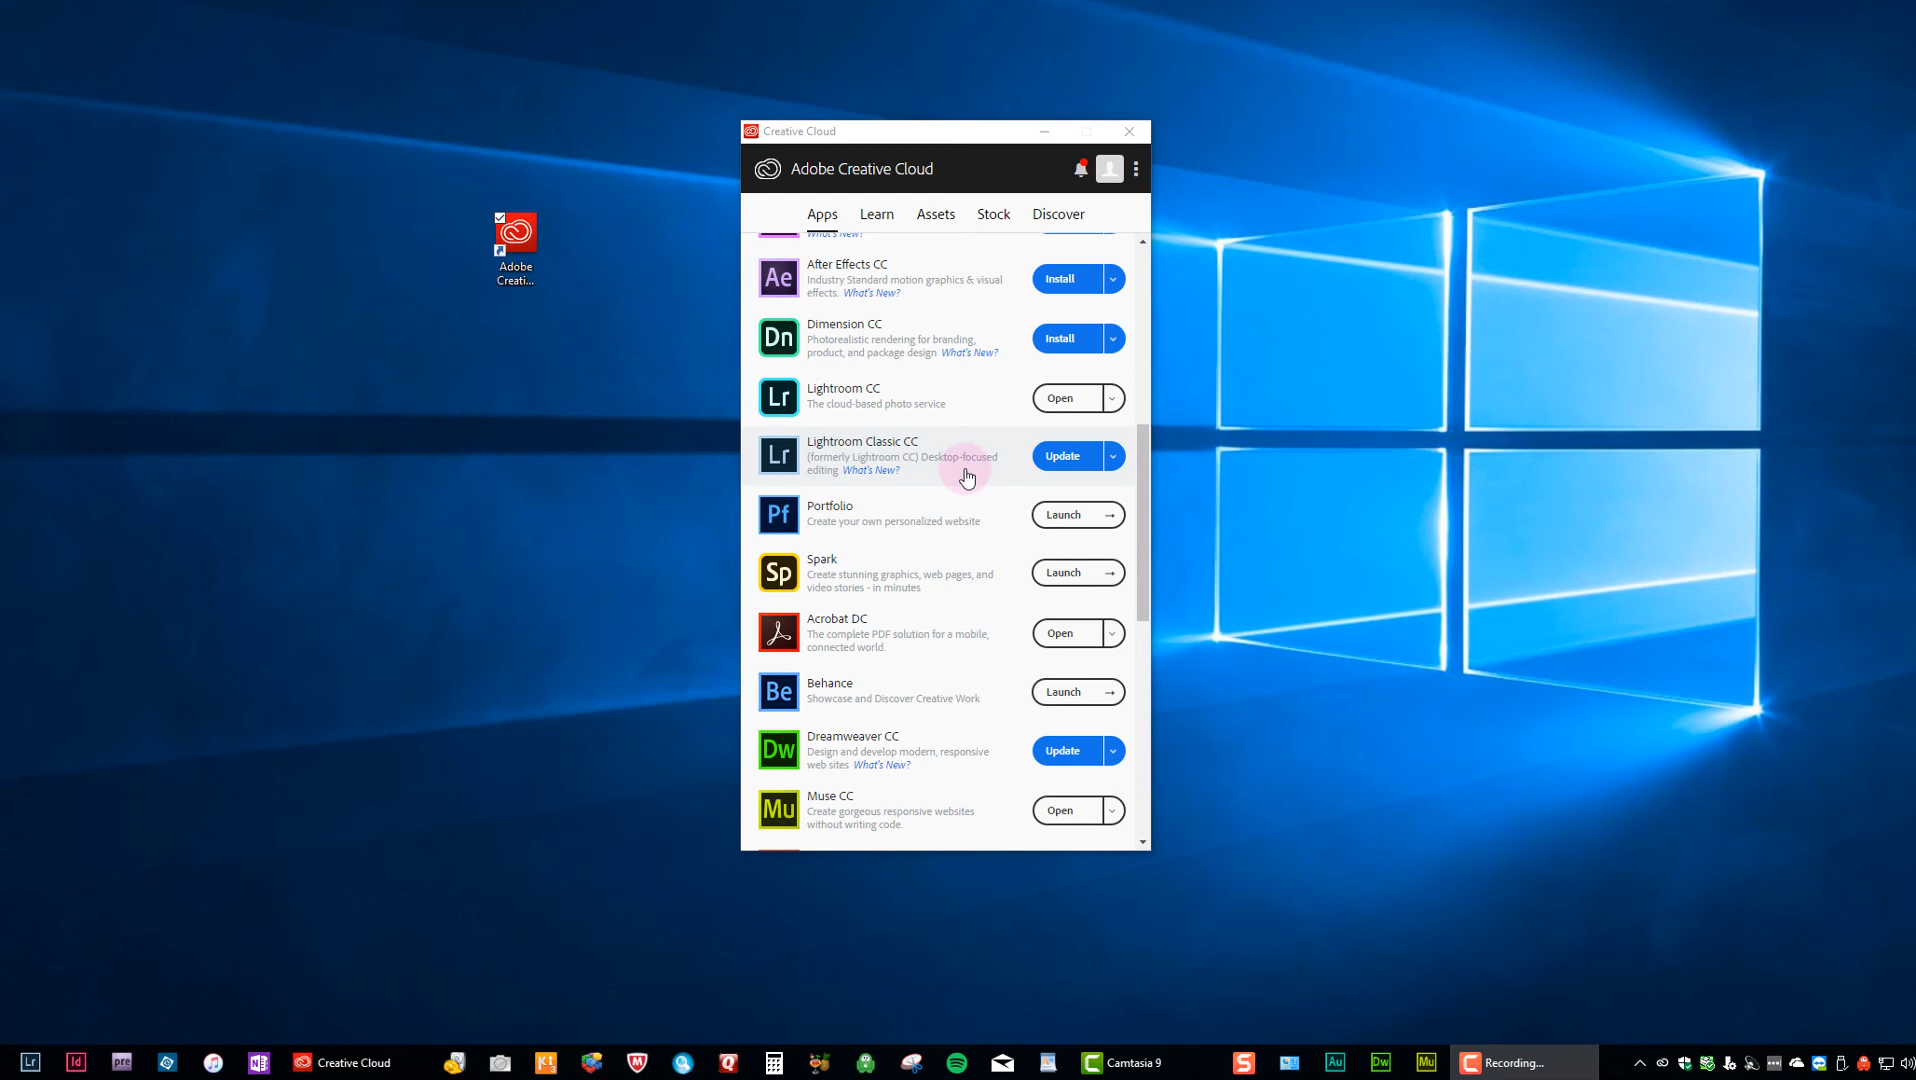 Creative Cloud
Adobe Creative Cloud
Apps Learn Assets Stock Discover
What's New?
After Effects CC
Industry Standard motion graphics & visual
effects. What's New?
Install
Dimension CC
Photorealistic rendering for branding,
product, and package design What's New?
Install
Lightroom CC
The cloud-based photo service
Open
Lightroom Classic CC
(formerly Lightroom CC) Desktop-focused
editing What's New?
Update
Portfolio
Create your own personalized website
Launch
Spark
Create stunning graphics, web pages, and
video stories - in minutes
Launch
Acrobat DC
The complete PDF solution for a mobile,
connected world.
Open
Behance
Showcase and Discover Creative Work
Launch
Dreamweaver CC
Design and develop modern, responsive
web sites What's New?
Update
Muse CC
Create gorgeous responsive websites
without writing code.
Open
Ae
Dn
Lr
Lr
Pf
Sp
Be
Dw
Mu
Adobe
Creati...
Lr Id pre Creative Cloud Camtasia 9 Au Dw Mu Recording...